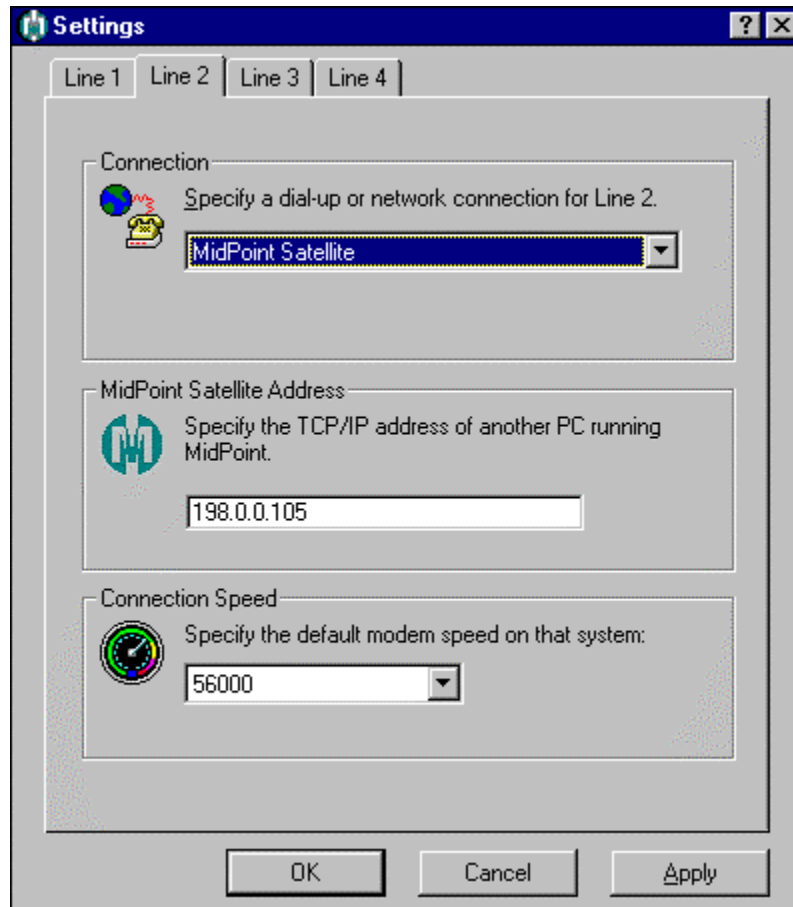 Settings
Line 1 Line 2 Line 3 Line 4
Connection
Specify a dial-up or network connection for Line 2.
MidPoint Satellite
MidPoint Satellite Address
Specify the TCP/IP address of another PC running
MidPoint.
198.0.0.105
Connection Speed
Specify the default modem speed on that system:
56000
OK Cancel Apply